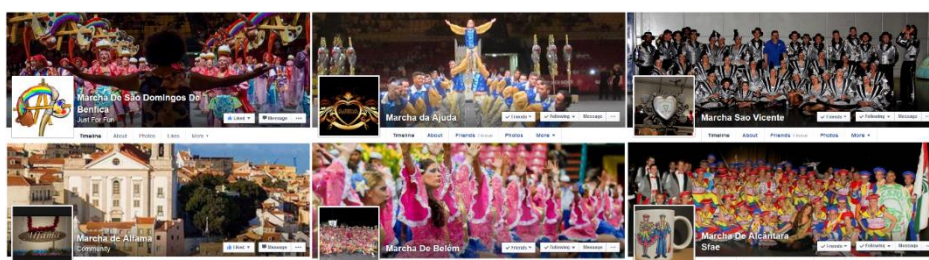 Marcha De São Domingos De
Benfica
Just For Fun
Liked
Message
Timeline About Photos Likes More
Marcha da Ajuda
Friends Following Message
Timeline About Friends Photos More
Marcha Sao Vicente
Friends Following Message
Timeline About Friends Photos More
Marcha de Alfama
Community
Liked
Message
Alfama
Marcha De Belém
Friends Following Message
Marcha De Alcântara
Sfae
Friends Following Message